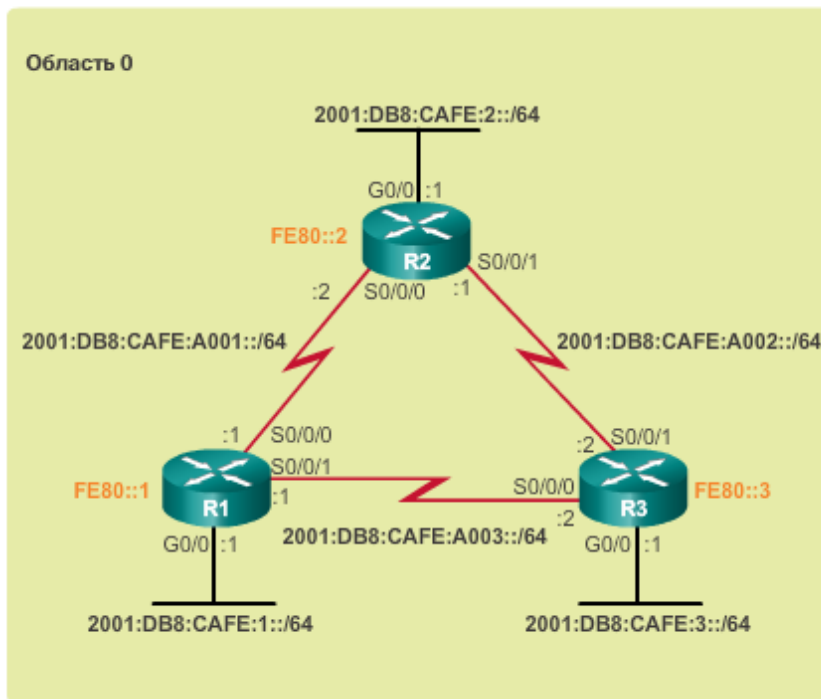 Область 0
2001:DB8:CAFE:2::/64
G0/0 :1
FE80::2
R2
S0/0/1
:2 S0/0/0 :1
2001:DB8:CAFE:A001::/64
2001:DB8:CAFE:A002::/64
:1 S0/0/0
:2 S0/0/1
S0/0/1
FE80::1
R1
:1
S0/0/0
R3
FE80::3
:2
G0/0 :1
2001:DB8:CAFE:A003::/64
G0/0 :1
2001:DB8:CAFE:1::/64
2001:DB8:CAFE:3::/64